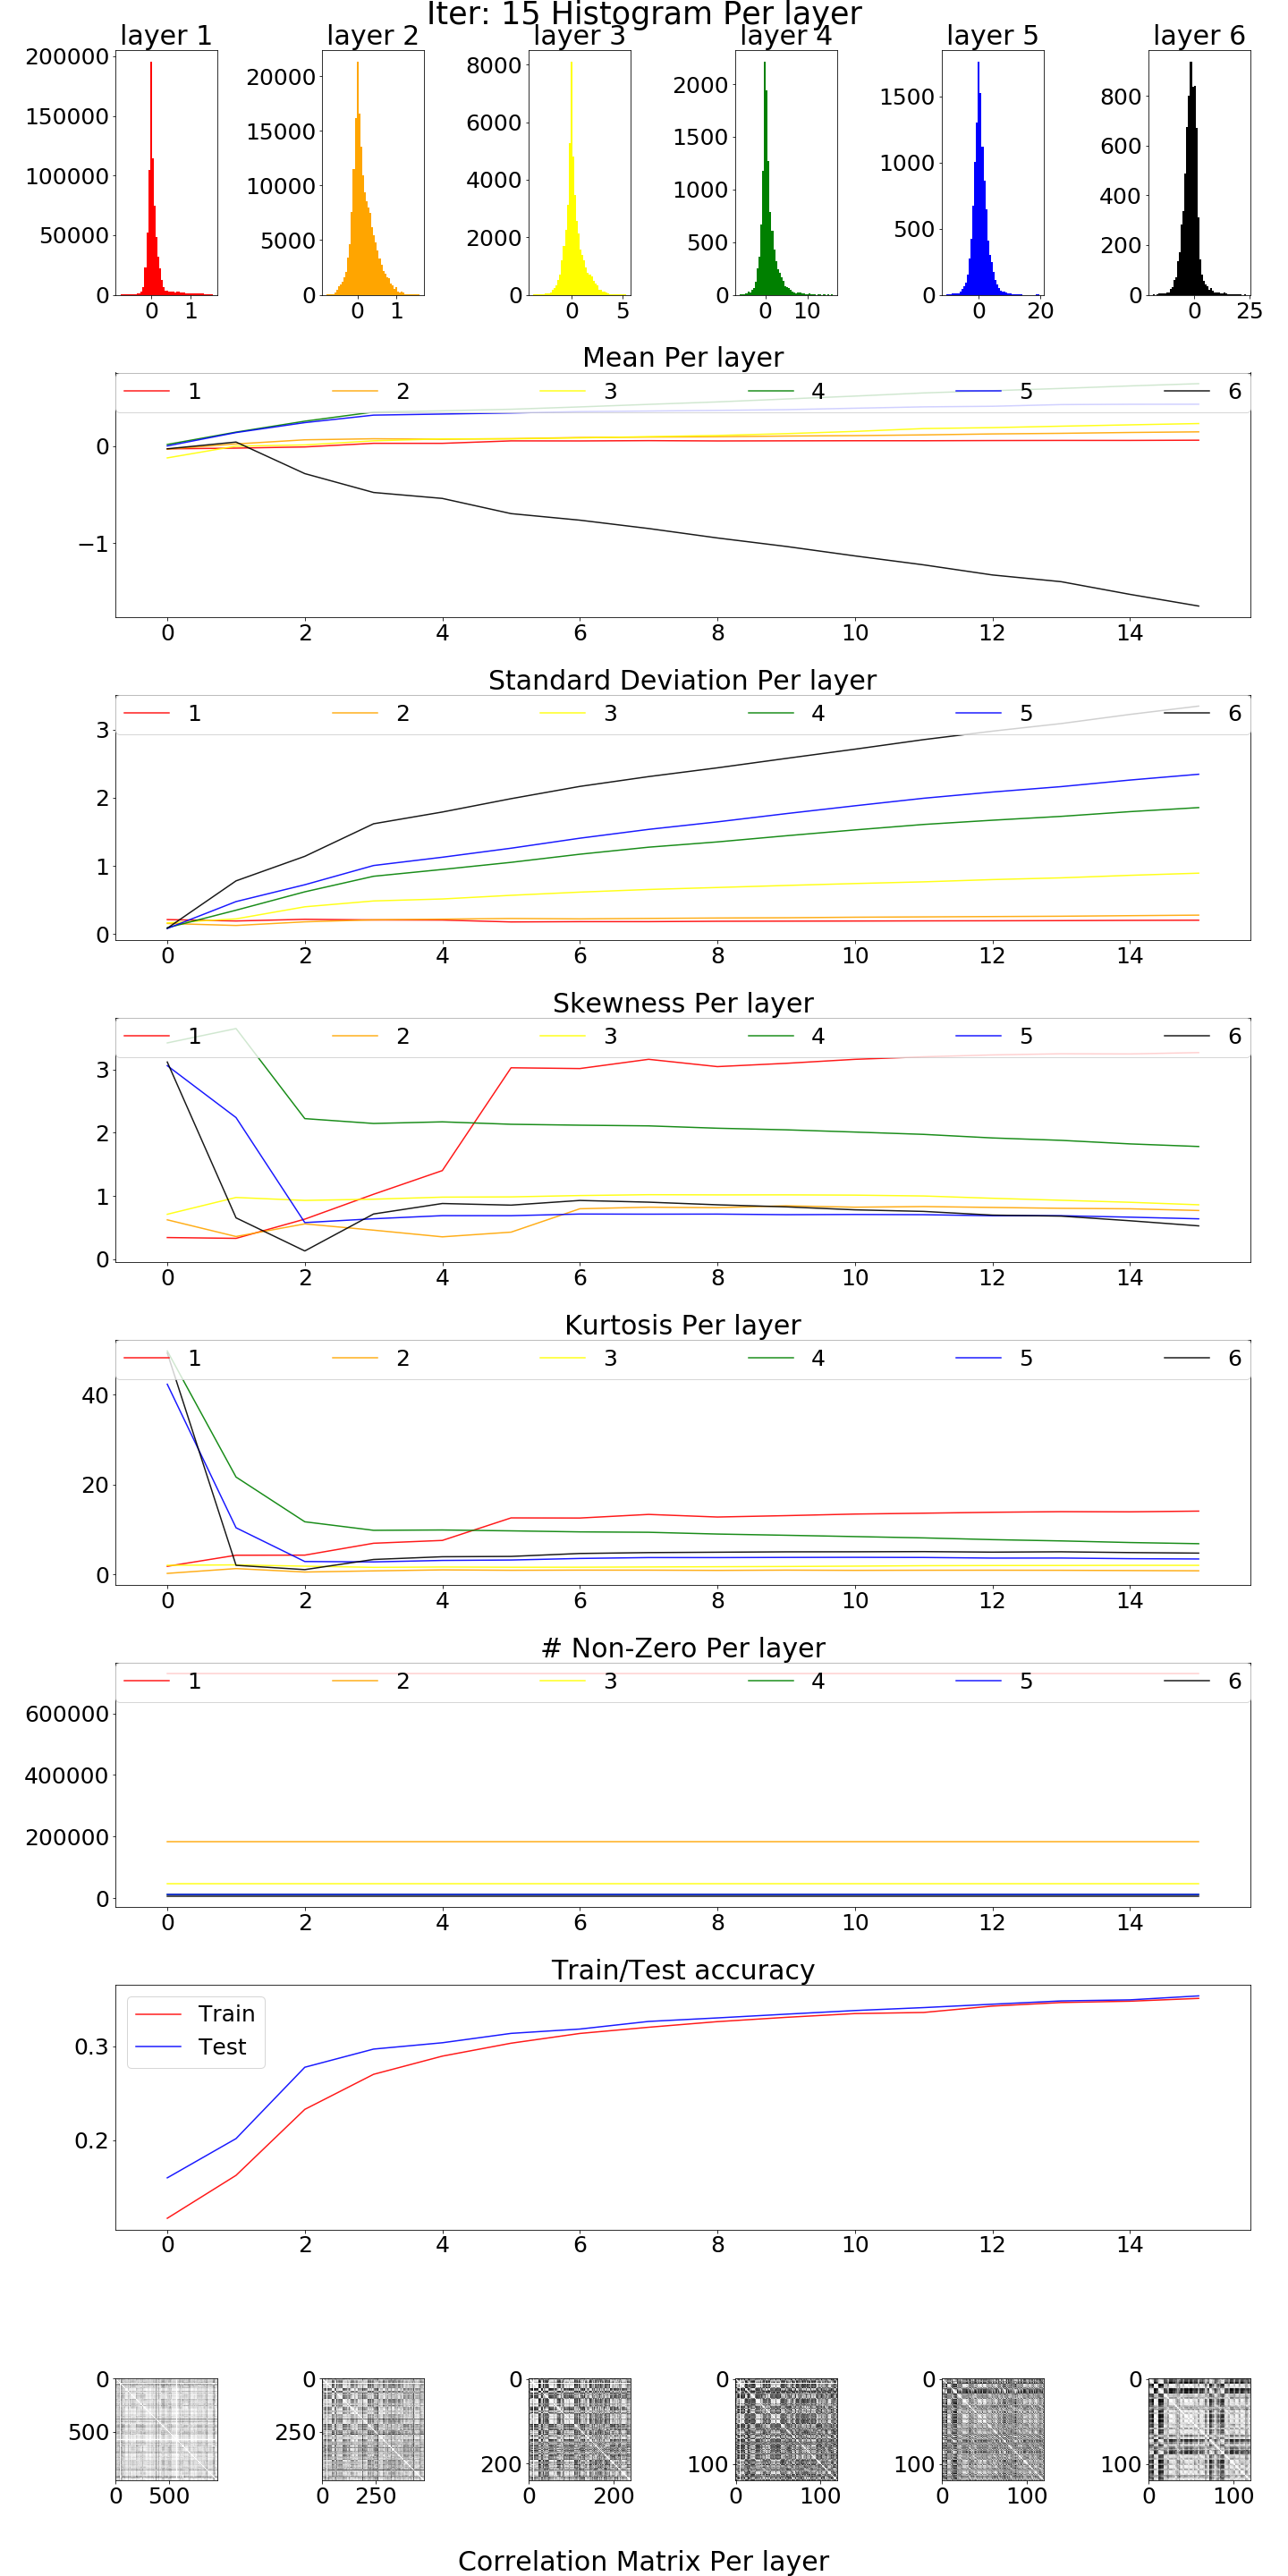 Iter: 15 Histogram Per layer
layer 1 layer 2 layer 3 layer 4 layer 5 layer 6
200000 150000 100000 50000 0 0 1
20000 15000 10000 5000 0 0 1
8000 6000 4000 2000 0 0 5
2000 1500 1000 500 0 0 10
1500 1000 500 0 0 20
800 600 400 200 0 0 25
Mean Per layer
1 2 3 4 5 6
0
−1
0 2 4 6 8 10 12 14
Standard Deviation Per layer
1 2 3 4 5 6
3
2
1
0
0 2 4 6 8 10 12 14
Skewness Per layer
1 2 3 4 5 6
3
2
1
0
0 2 4 6 8 10 12 14
Kurtosis Per layer
1 2 3 4 5 6
40
20
0
0 2 4 6 8 10 12 14
# Non-Zero Per layer
1 2 3 4 5 6
600000
400000
200000
0
0 2 4 6 8 10 12 14
Train/Test accuracy
Train
Test
0.3
0.2
0 2 4 6 8 10 12 14
0 500 0 500
0 250 0 250
0 200 0 200
0 100 0 100
0 100 0 100
0 100 0 100
Correlation Matrix Per layer